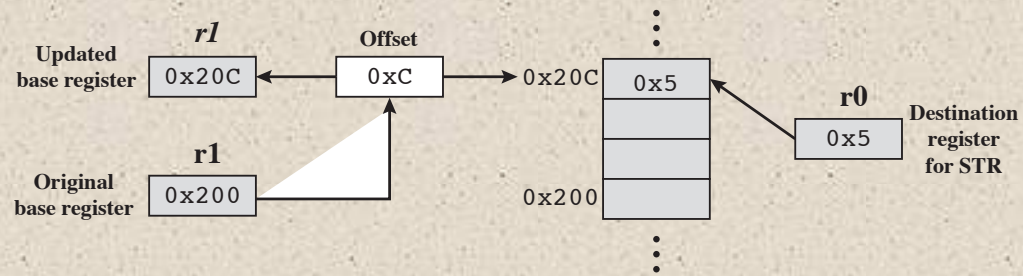 r1
Updated
base register
0x20C
Offset
0xC
0x20C
0x5
r0
0x5
Destination
register
for STR
r1
Original
base register
0x200
0x200